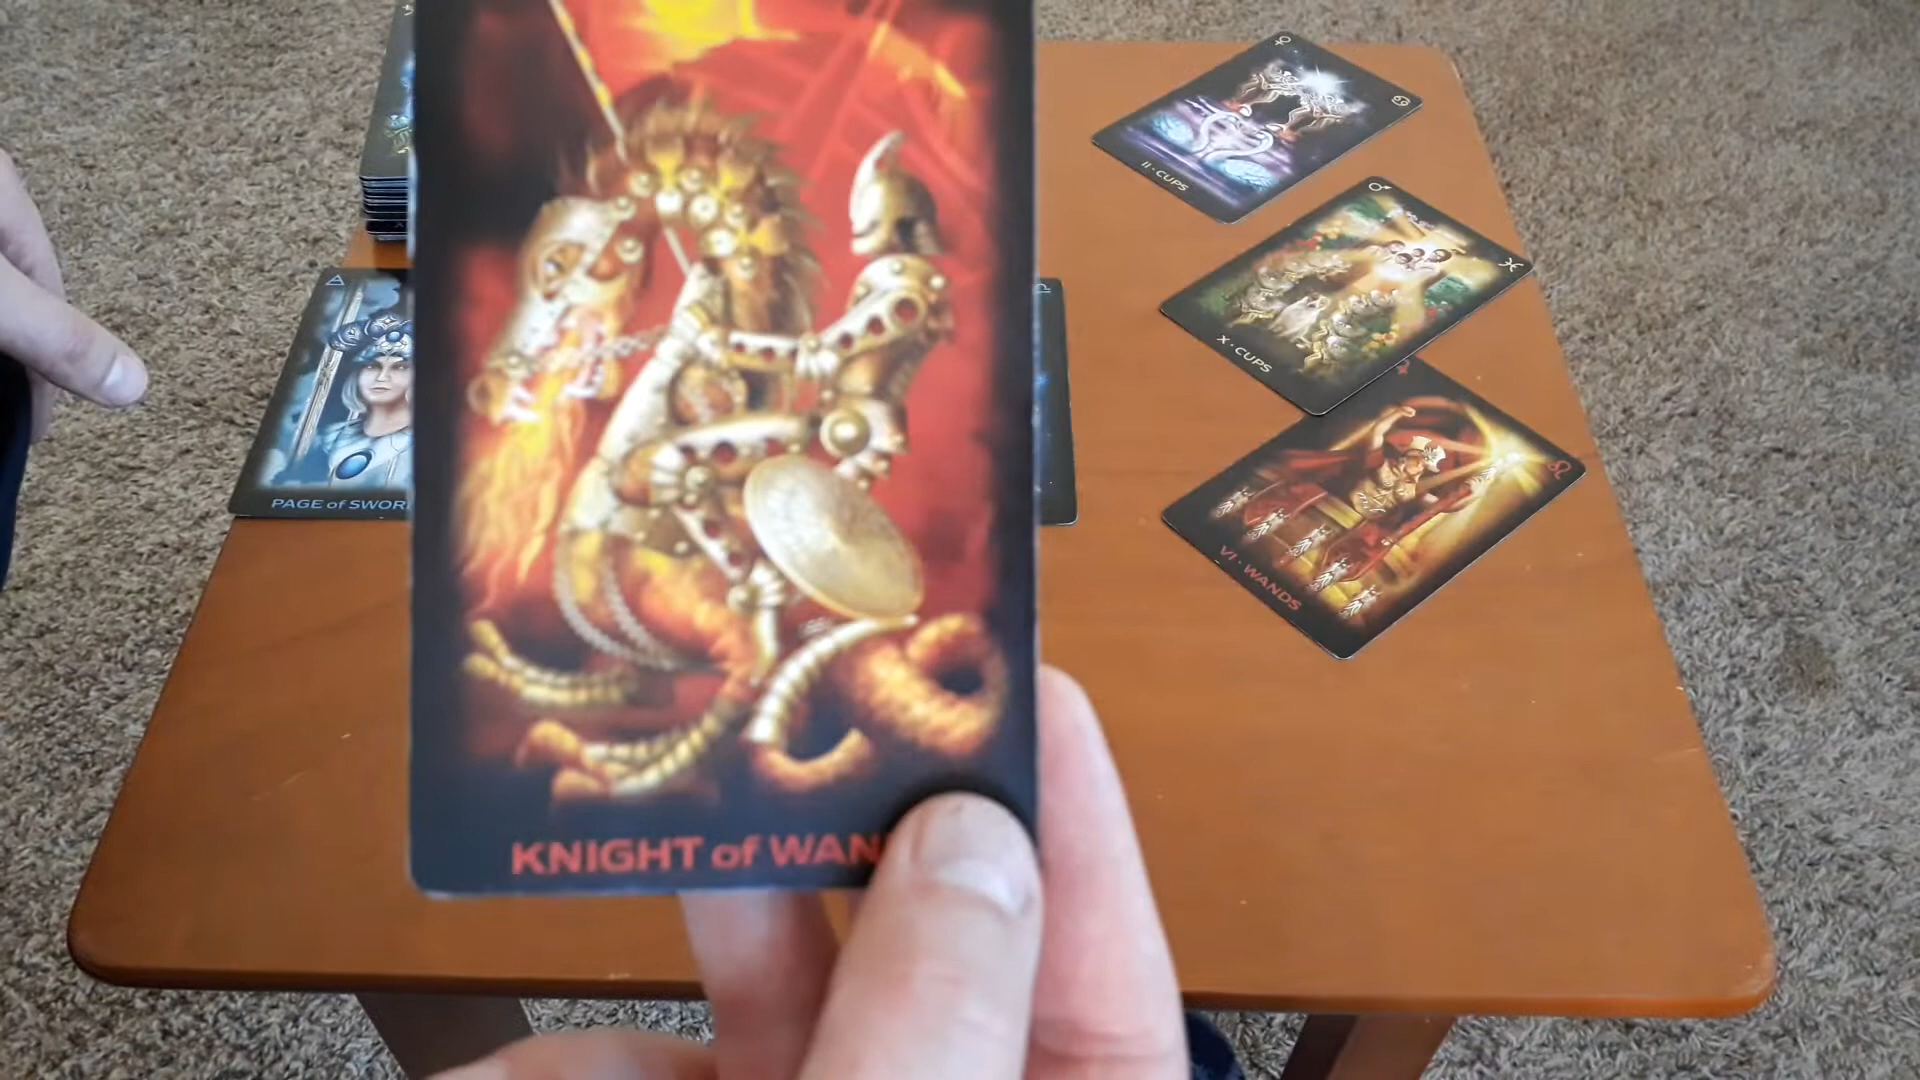 II · CUPS
X · CUPS
VI · WANDS
PAGE of SWOR
KNIGHT of WAN